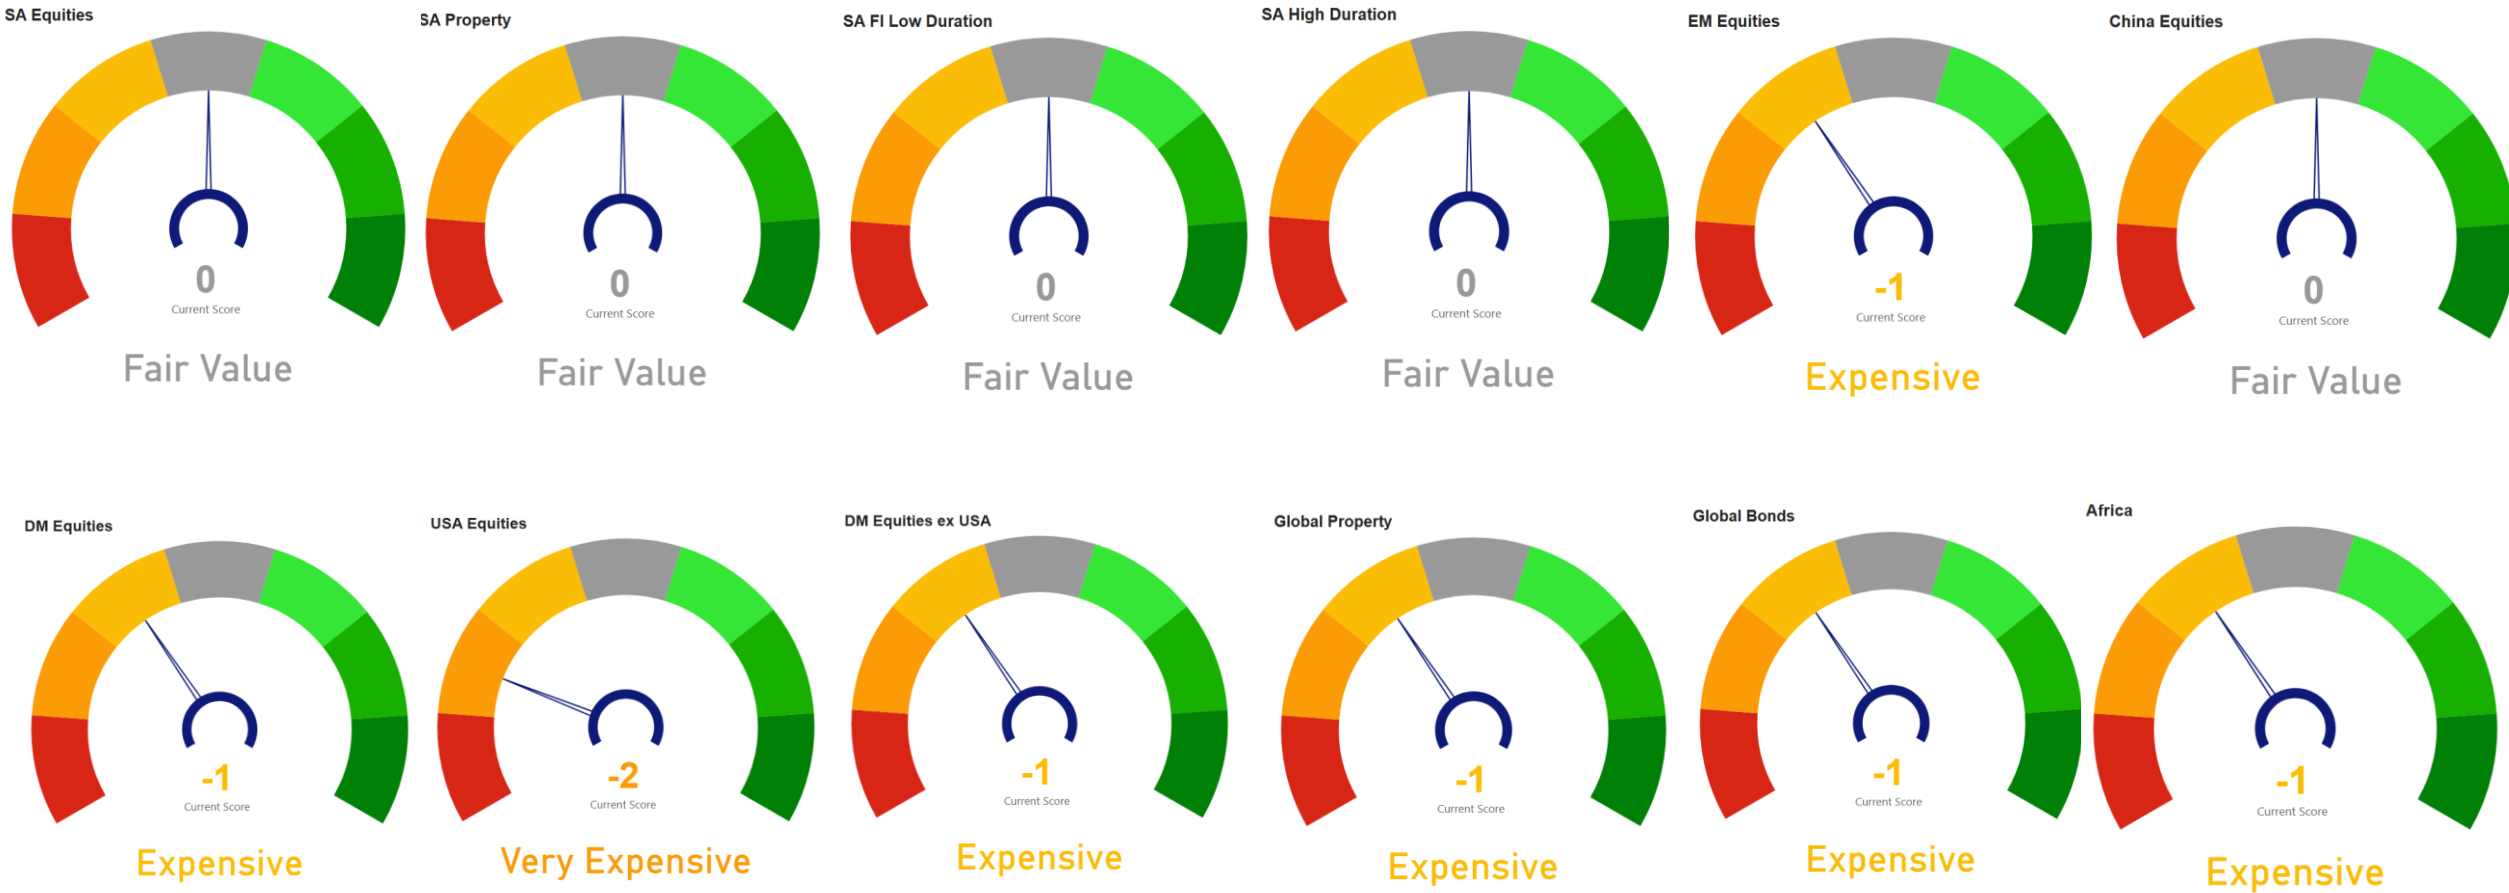 SA Equities
0
Current Score
Fair Value
SA Property
0
Current Score
Fair Value
SA FI Low Duration
0
Current Score
Fair Value
SA High Duration
0
Current Score
Fair Value
EM Equities
-1
Current Score
Expensive
China Equities
0
Current Score
Fair Value
DM Equities
-1
Current Score
Expensive
USA Equities
-2
Current Score
Very Expensive
DM Equities ex USA
-1
Current Score
Expensive
Global Property
-1
Current Score
Expensive
Global Bonds
-1
Current Score
Expensive
Africa
-1
Current Score
Expensive